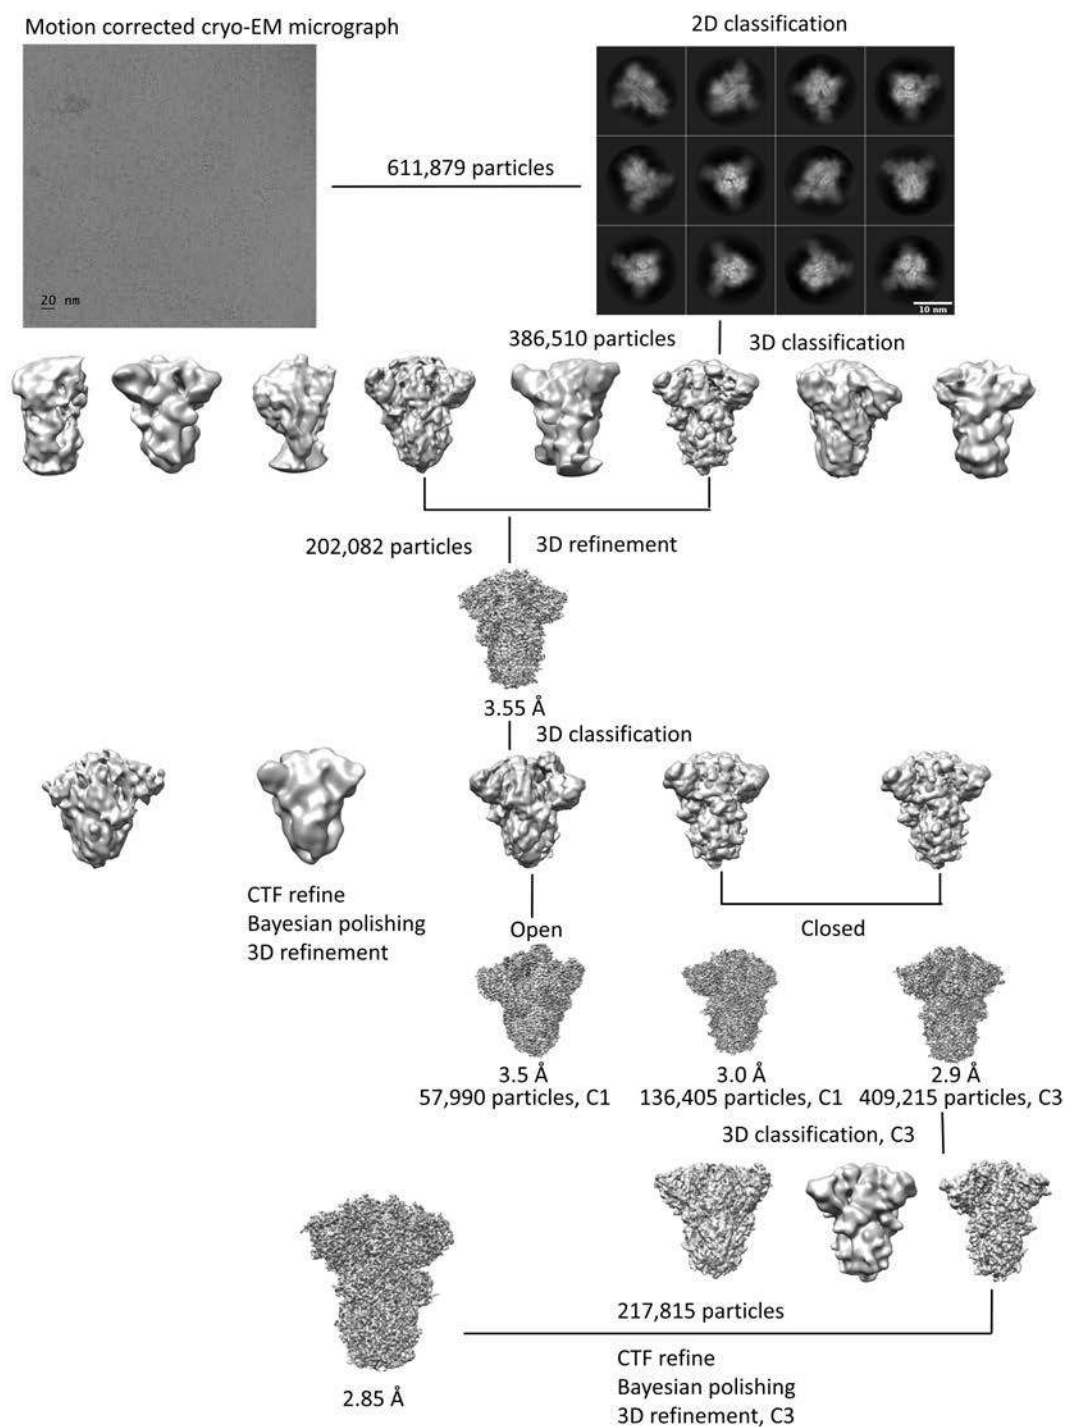 Motion corrected cryo-EM micrograph
2D classification
611,879 particles
20 nm
10 nm
386,510 particles
3D classification
202,082 particles
3D refinement
3.55 Å
3D classification
CTF refine
Bayesian polishing
3D refinement
Open
Closed
3.5 Å
57,990 particles, C1
3.0 Å
136,405 particles, C1
2.9 Å
409,215 particles, C3
3D classification, C3
217,815 particles
CTF refine
Bayesian polishing
3D refinement, C3
2.85 Å